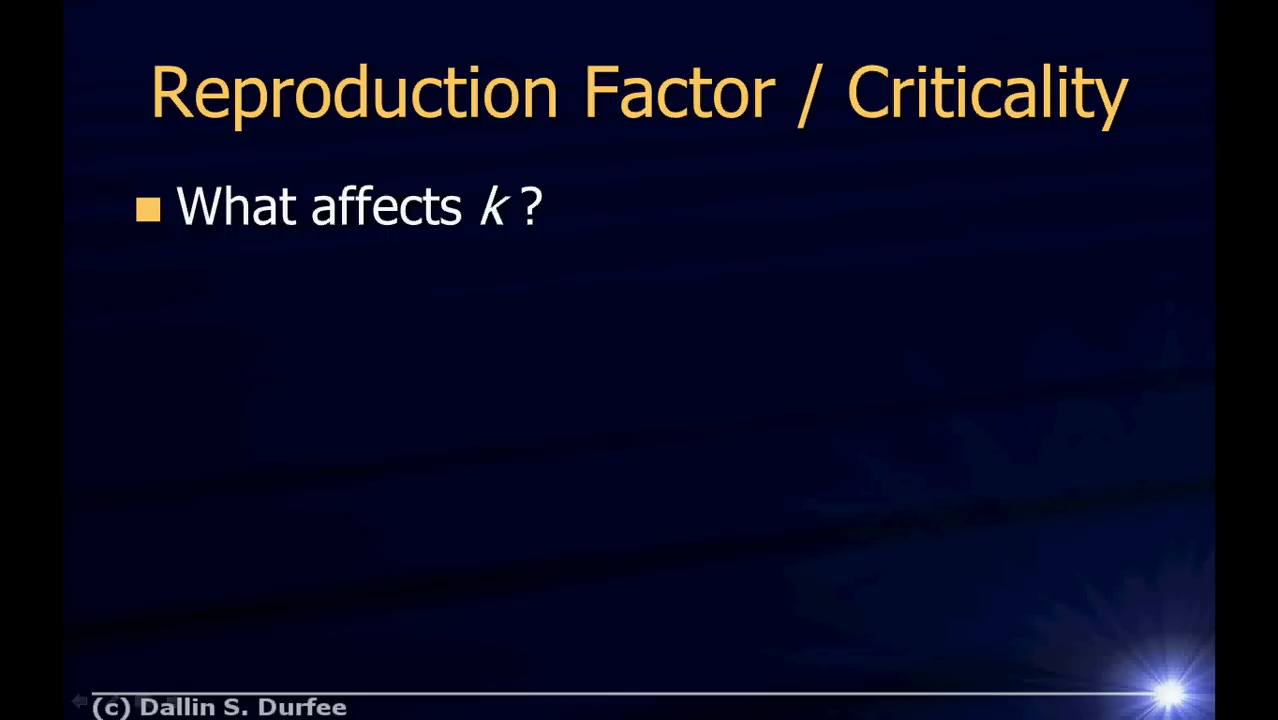 Reproduction Factor / Criticality
What affects k ?
(c) Dallin S. Durfee